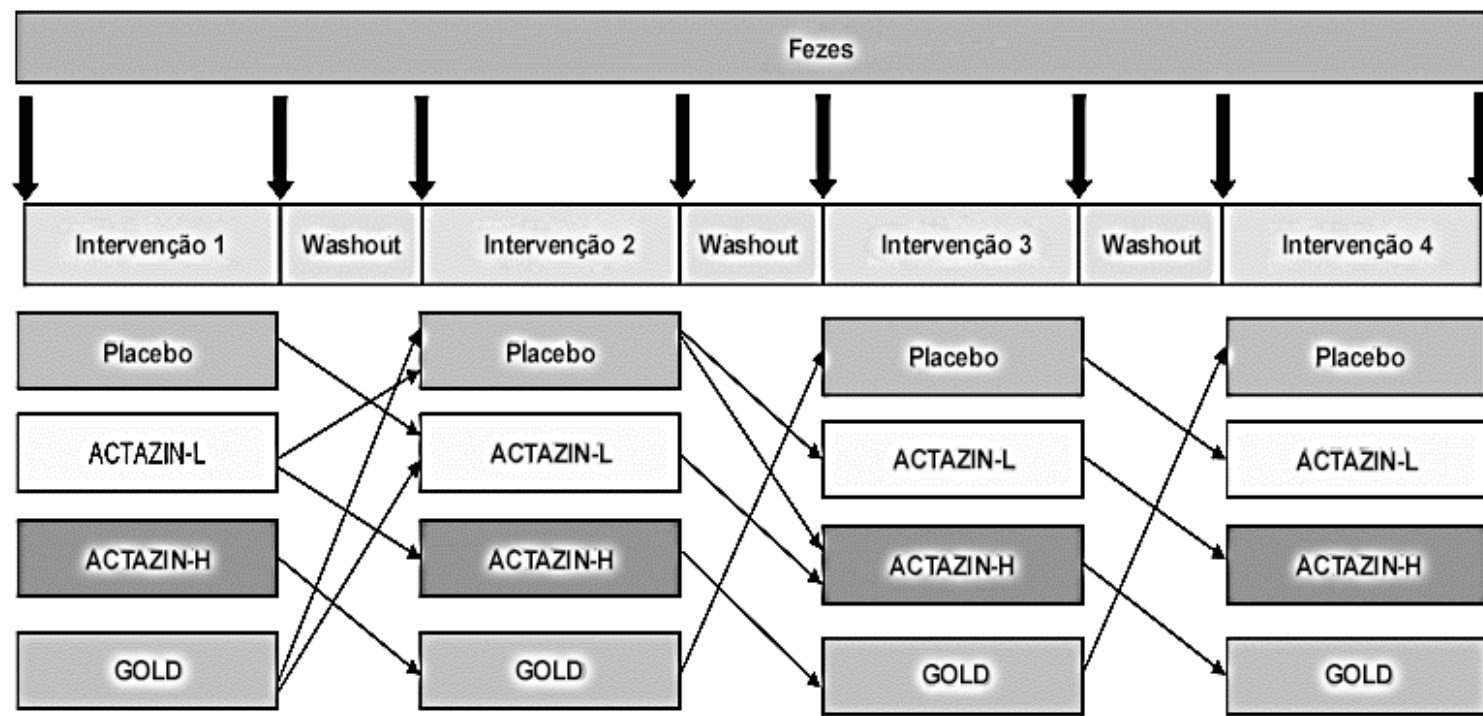 Fezes
Intervenção 1 Washout Intervenção 2 Washout Intervenção 3 Washout Intervenção 4
Placebo Placebo Placebo Placebo
ACTAZIN-L ACTAZIN-L ACTAZIN-L ACTAZIN-L
ACTAZIN-H ACTAZIN-H ACTAZIN-H ACTAZIN-H
GOLD GOLD GOLD GOLD